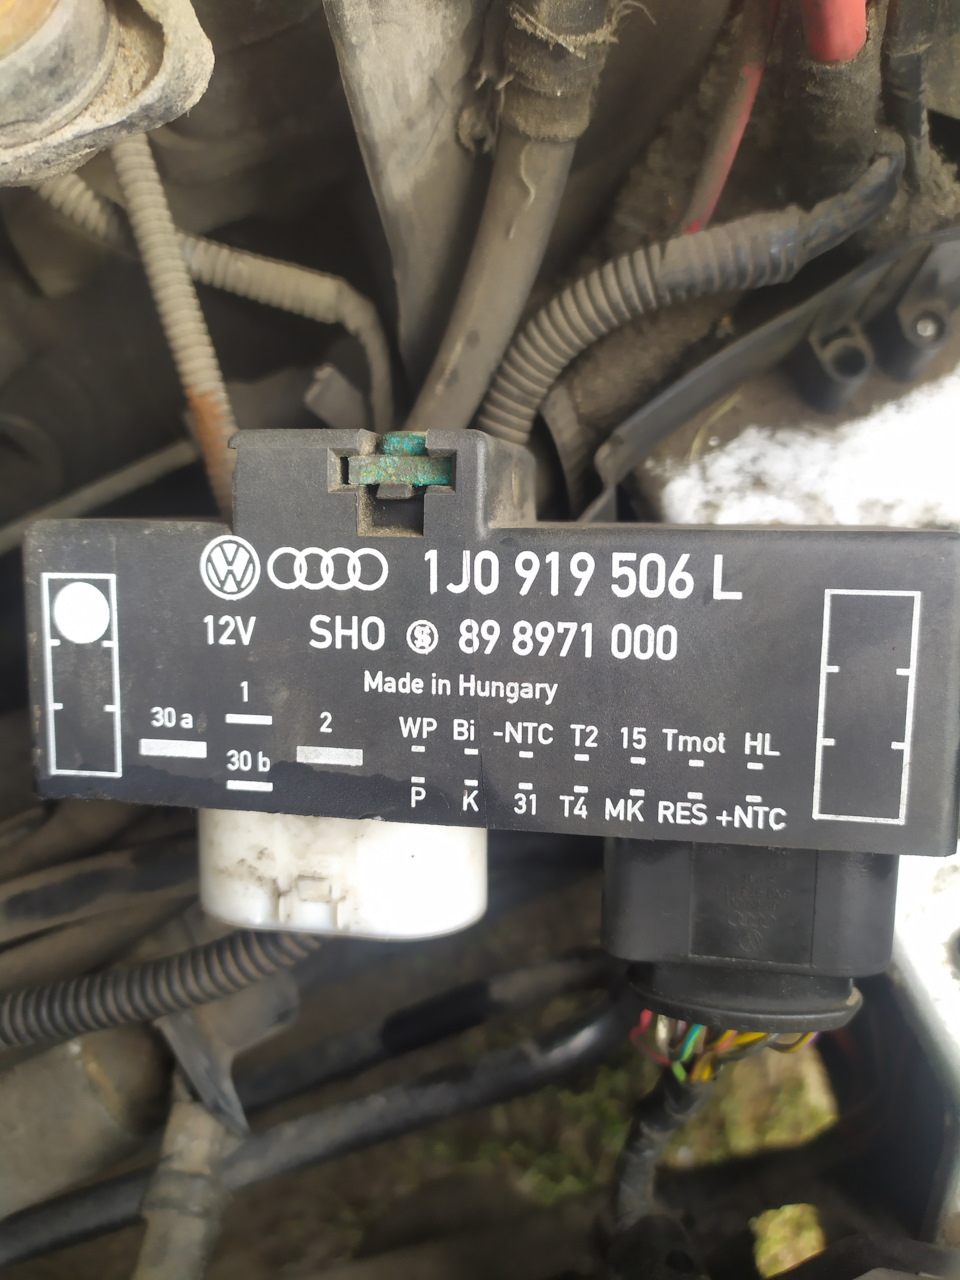 1J0 919 506 L
12V SHO 89 8971 000
Made in Hungary
1
30 a 2 WP Bi -NTC T2 15 Tmot HL
30 b
P K 31 T4 MK RES +NTC